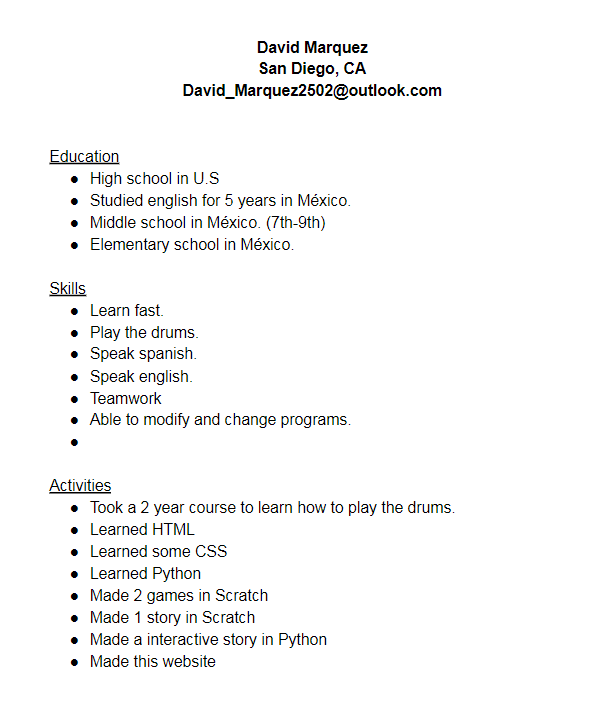 David Marquez
San Diego, CA
David_Marquez2502@outlook.com
Education
● High school in U.S
● Studied english for 5 years in México.
● Middle school in México. (7th-9th)
● Elementary school in México.
Skills
● Learn fast.
● Play the drums.
● Speak spanish.
● Speak english.
● Teamwork
● Able to modify and change programs.
●
Activities
● Took a 2 year course to learn how to play the drums.
● Learned HTML
● Learned some CSS
● Learned Python
● Made 2 games in Scratch
● Made 1 story in Scratch
● Made a interactive story in Python
● Made this website